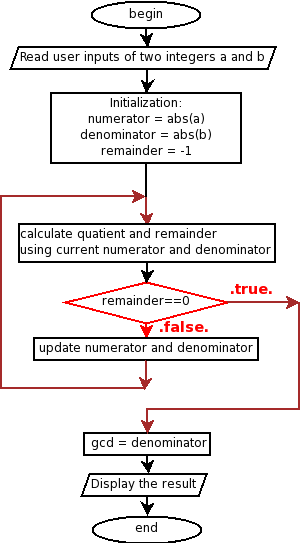 begin
Read user inputs of two integers a and b
Initialization:
numerator = abs(a)
denominator = abs(b)
remainder = -1
calculate quatient and remainder
using current numerator and denominator
remainder==0
.true.
.false.
update numerator and denominator
gcd = denominator
Display the result
end